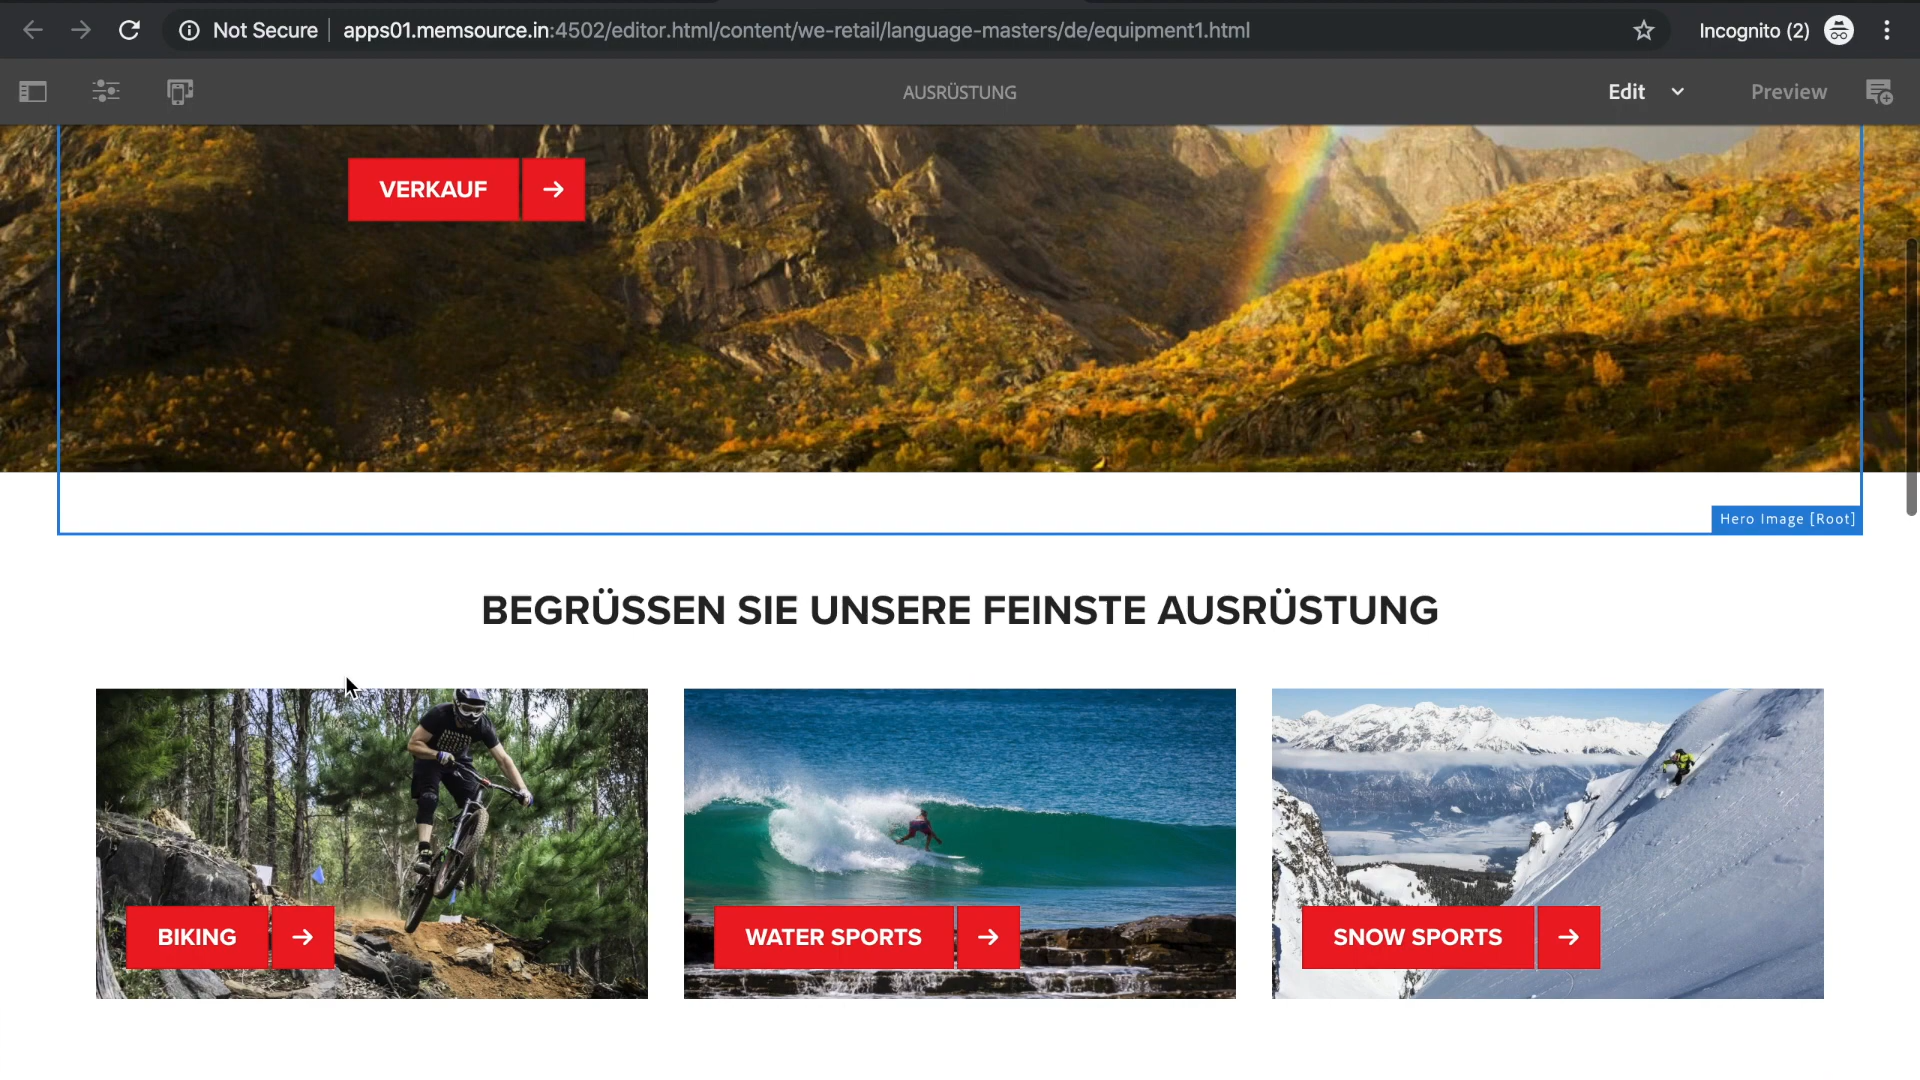 Not Secure | apps01.memsource.in:4502/editor.html/content/we-retail/language-masters/de/equipment1.html
Incognito (2)
AUSRÜSTUNG
Edit
Preview
VERKAUF
Hero Image [Root]
BEGRÜSSEN SIE UNSERE FEINSTE AUSRÜSTUNG
BIKING
WATER SPORTS
SNOW SPORTS